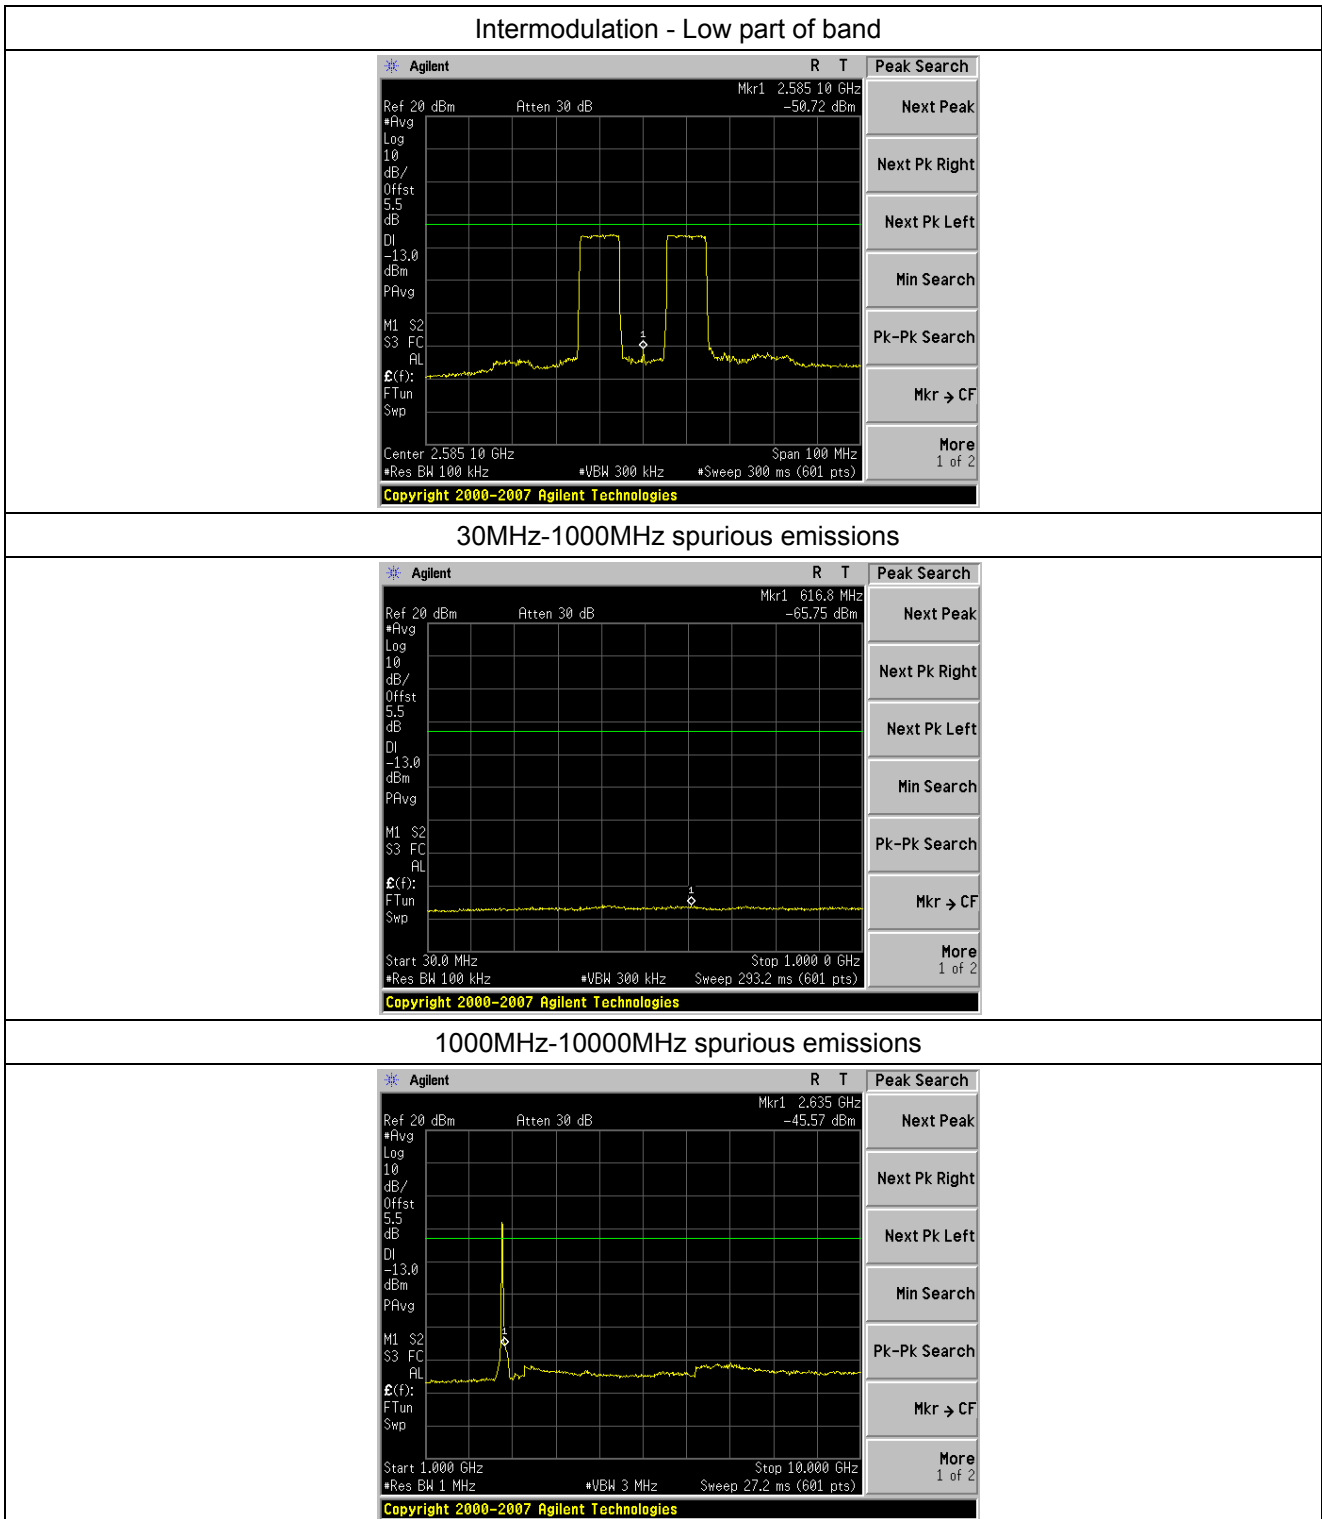 Intermodulation - Low part of band
Agilent R T Peak Search
Mkr1 2.585 10 GHz
Ref 20 dBm Atten 30 dB -50.72 dBm
#Avg
Log
10
dB/
Offst
5.5
dB
DI
-13.0
dBm
PAvg
M1 S2
S3 FC
AL
£(f):
FTun
Swp
1
Center 2.585 10 GHz Span 100 MHz
#Res BW 100 kHz #VBW 300 kHz #Sweep 300 ms (601 pts)
Copyright 2000-2007 Agilent Technologies
Next Peak
Next Pk Right
Next Pk Left
Min Search
Pk-Pk Search
Mkr → CF
More
1 of 2
30MHz-1000MHz spurious emissions
Agilent R T Peak Search
Mkr1 616.8 MHz
Ref 20 dBm Atten 30 dB -65.75 dBm
#Avg
Log
10
dB/
Offst
5.5
dB
DI
-13.0
dBm
PAvg
M1 S2
S3 FC
AL
£(f):
FTun
Swp
1
Start 30.0 MHz Stop 1.000 0 GHz
#Res BW 100 kHz #VBW 300 kHz Sweep 293.2 ms (601 pts)
Copyright 2000-2007 Agilent Technologies
Next Peak
Next Pk Right
Next Pk Left
Min Search
Pk-Pk Search
Mkr → CF
More
1 of 2
1000MHz-10000MHz spurious emissions
Agilent R T Peak Search
Mkr1 2.635 GHz
Ref 20 dBm Atten 30 dB -45.57 dBm
#Avg
Log
10
dB/
Offst
5.5
dB
DI
-13.0
dBm
PAvg
M1 S2
S3 FC
AL
£(f):
FTun
Swp
1
Start 1.000 GHz Stop 10.000 GHz
#Res BW 1 MHz #VBW 3 MHz Sweep 27.2 ms (601 pts)
Copyright 2000-2007 Agilent Technologies
Next Peak
Next Pk Right
Next Pk Left
Min Search
Pk-Pk Search
Mkr → CF
More
1 of 2